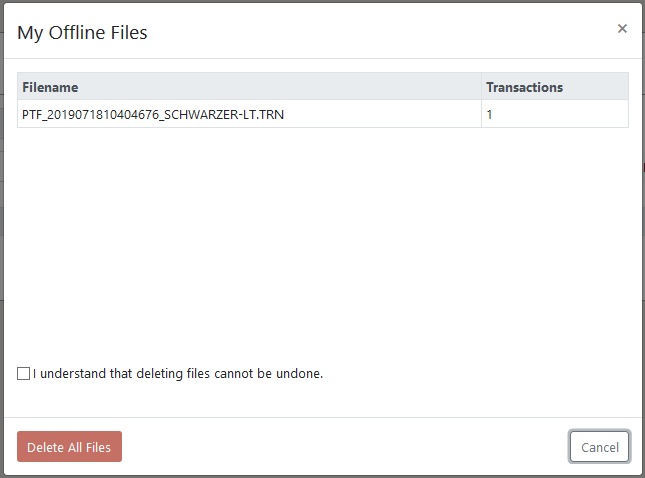 My Offline Files
×
Filename Transactions
PTF_2019071810404676_SCHWARZER-LT.TRN 1
I understand that deleting files cannot be undone.
Delete All Files Cancel